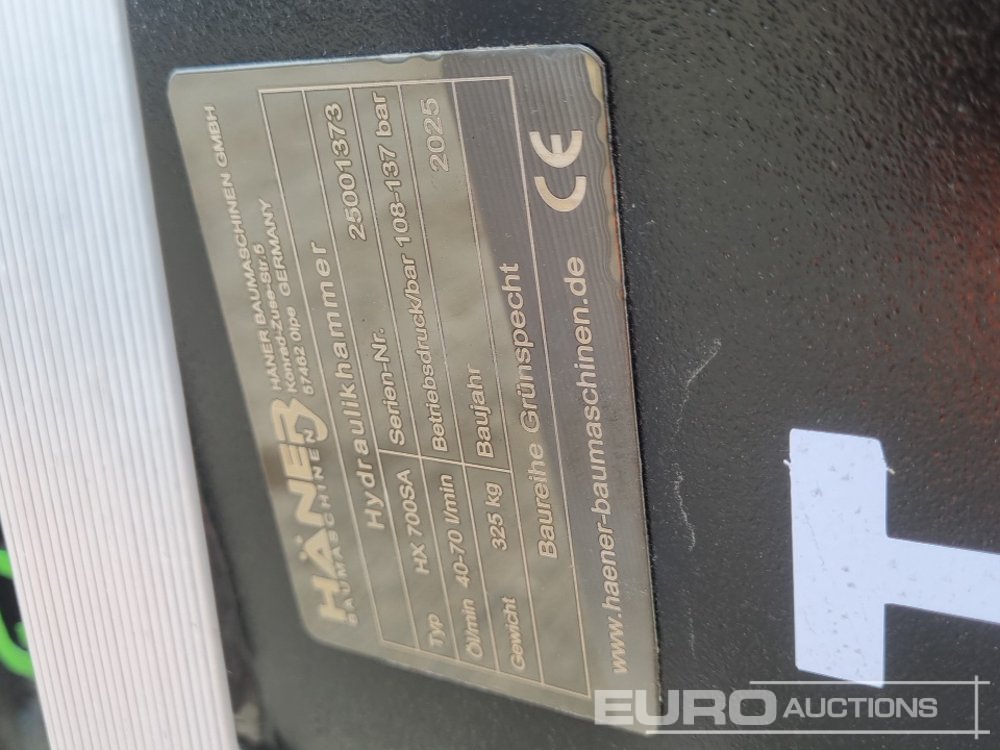 HÄNER
BAUMASCHINEN
HÄNER BAUMASCHINEN GMBH
Konrad-Zuse-Str.5
57462 Olpe GERMANY
Hydraulikhammer
Typ HX 700SA Serien-Nr. 25001373
Öl/min 40-70 l/min Betriebsdruck/bar 108-137 bar
Gewicht 325 kg Baujahr 2025
Baureihe Grünspecht
www.haener-baumaschinen.de CE
T
EURO AUCTIONS